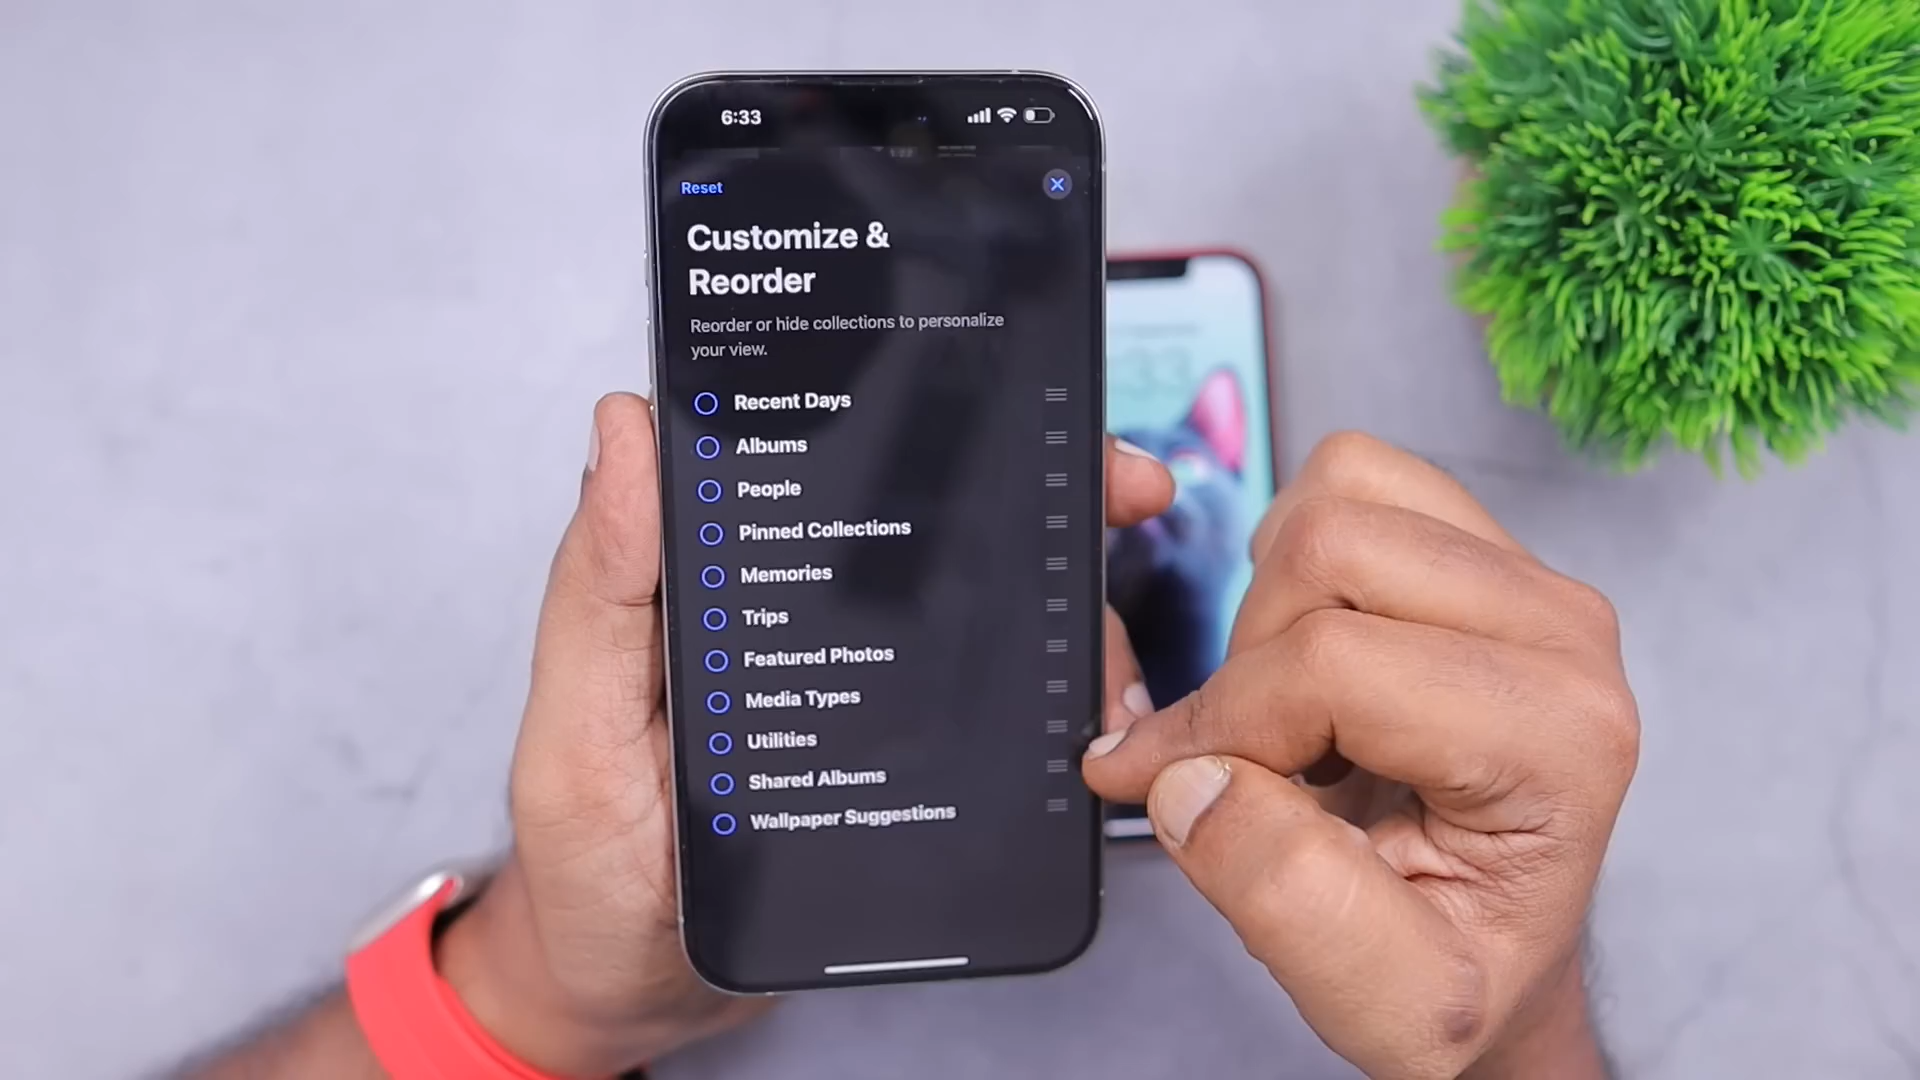 6:33
Reset
Customize &
Reorder
Reorder or hide collections to personalize
your view.
Recent Days
Albums
People
Pinned Collections
Memories
Trips
Featured Photos
Media Types
Utilities
Shared Albums
Wallpaper Suggestions